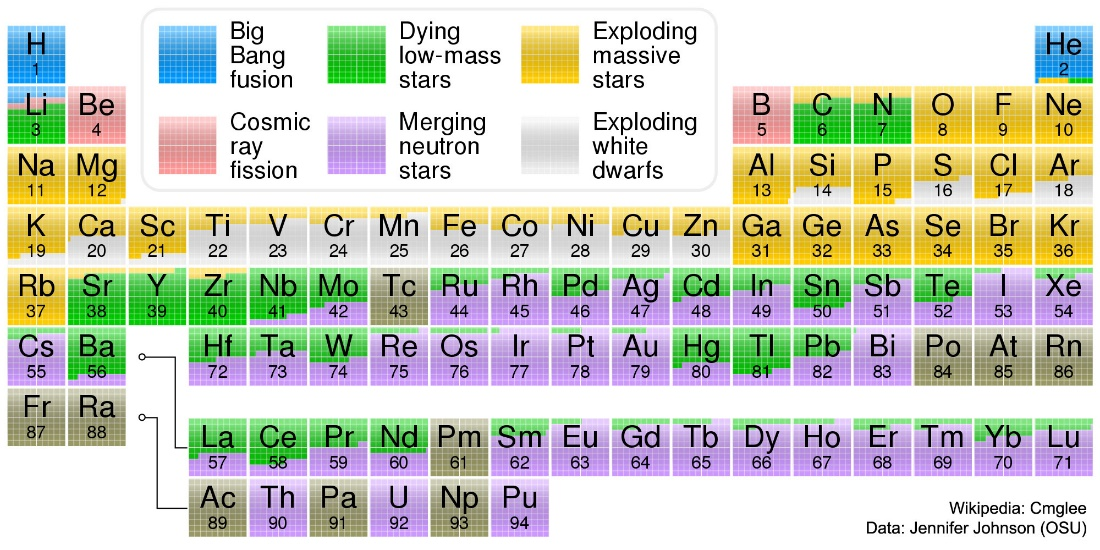 H
1
Big
Bang
fusion
Dying
low-mass
stars
Exploding
massive
stars
He
2
Li
3
Be
4
Cosmic
ray
fission
Merging
neutron
stars
Exploding
white
dwarfs
B
5
C
6
N
7
O
8
F
9
Ne
10
Na
11
Mg
12
Al
13
Si
14
P
15
S
16
Cl
17
Ar
18
K
19
Ca
20
Sc
21
Ti
22
V
23
Cr
24
Mn
25
Fe
26
Co
27
Ni
28
Cu
29
Zn
30
Ga
31
Ge
32
As
33
Se
34
Br
35
Kr
36
Rb
37
Sr
38
Y
39
Zr
40
Nb
41
Mo
42
Tc
43
Ru
44
Rh
45
Pd
46
Ag
47
Cd
48
In
49
Sn
50
Sb
51
Te
52
I
53
Xe
54
Cs
55
Ba
56
Hf
72
Ta
73
W
74
Re
75
Os
76
Ir
77
Pt
78
Au
79
Hg
80
Tl
81
Pb
82
Bi
83
Po
84
At
85
Rn
86
Fr
87
Ra
88
La
57
Ce
58
Pr
59
Nd
60
Pm
61
Sm
62
Eu
63
Gd
64
Tb
65
Dy
66
Ho
67
Er
68
Tm
69
Yb
70
Lu
71
Ac
89
Th
90
Pa
91
U
92
Np
93
Pu
94
Wikipedia: Cmglee
Data: Jennifer Johnson (OSU)